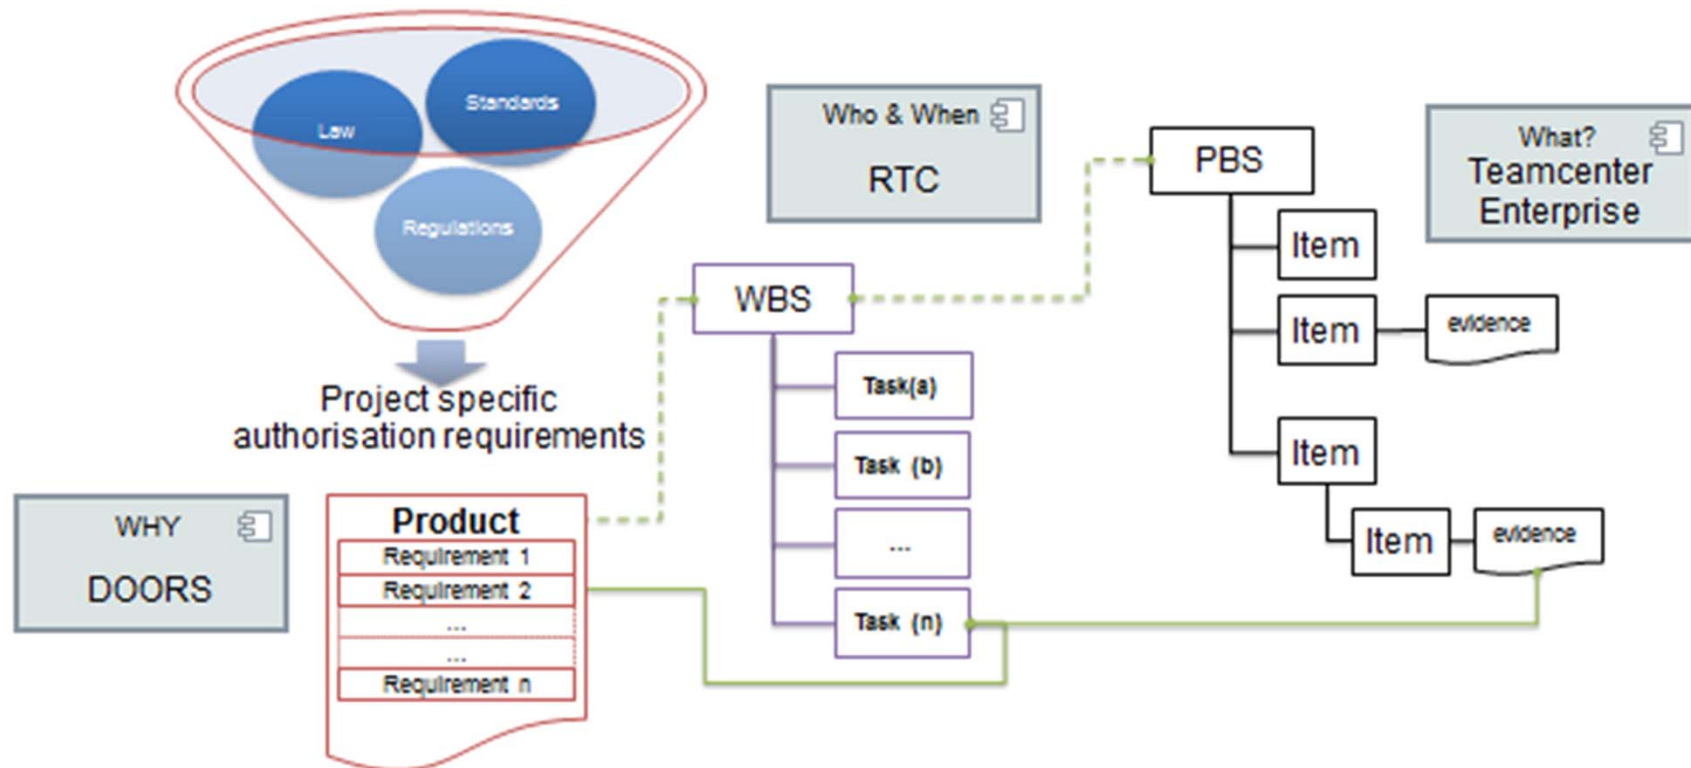 Standards
Law
Regulations
Project specific
authorisation requirements
WHY
DOORS
Product
Requirement 1
Requirement 2
...
...
Requirement n
Who & When
RTC
WBS
Task(a)
Task (b)
...
Task (n)
PBS
Item
Item
evidence
Item
Item
evidence
What?
Teamcenter
Enterprise